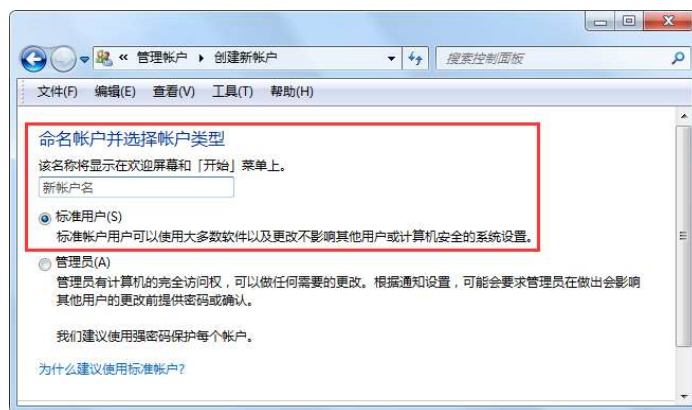 « 管理帐户 ▸ 创建新帐户 搜索控制面板
文件(F) 编辑(E) 查看(V) 工具(T) 帮助(H)
命名帐户并选择帐户类型
该名称将显示在欢迎屏幕和「开始」菜单上。
新帐户名
标准用户(S)
标准帐户用户可以使用大多数软件以及更改不影响其他用户或计算机安全的系统设置。
管理员(A)
管理员有计算机的完全访问权，可以做任何需要的更改。根据通知设置，可能会要求管理员在做出会影响
其他用户的更改前提供密码或确认。
我们建议使用强密码保护每个帐户。
为什么建议使用标准帐户?